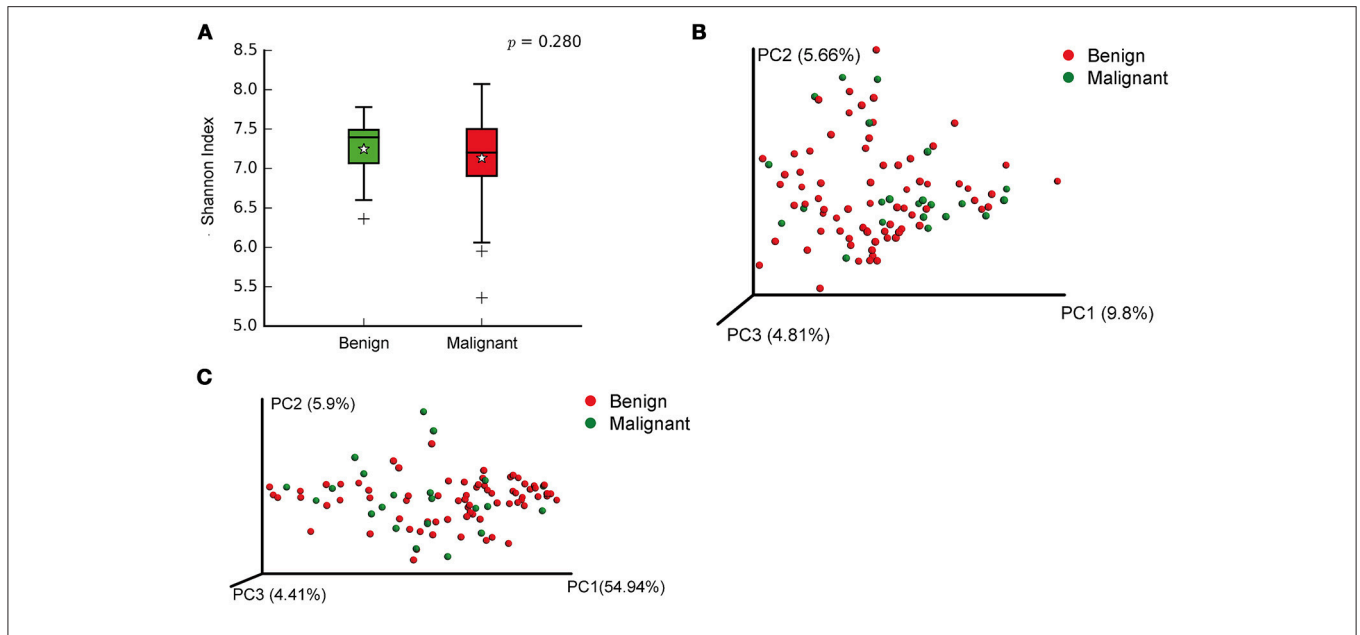 A
p = 0.280
8.5
8.0
7.5
7.0
6.5
6.0
5.5
5.0
Shannon Index
Benign
Malignant
B
PC2 (5.66%)
Benign
Malignant
PC1 (9.8%)
PC3 (4.81%)
C
PC2 (5.9%)
Benign
Malignant
PC1(54.94%)
PC3 (4.41%)